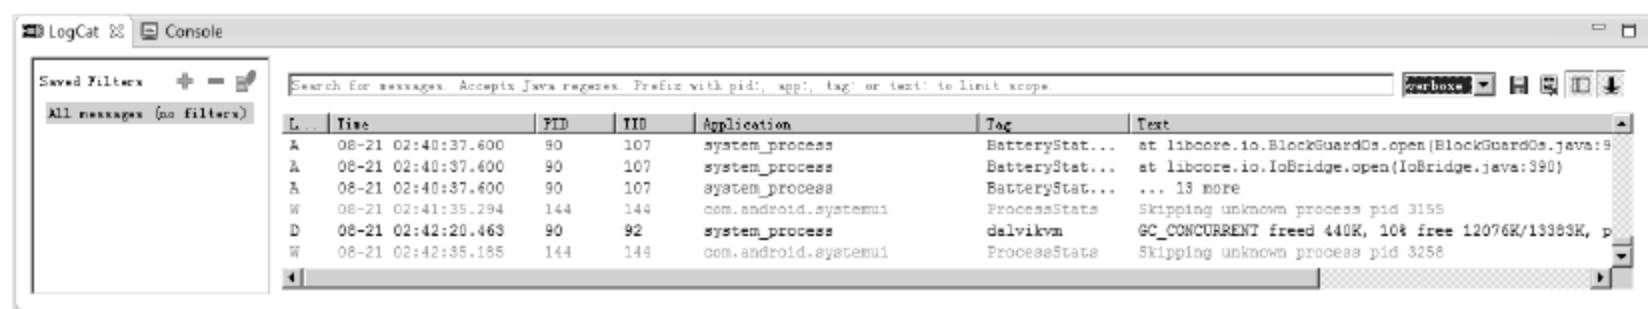 LogCat Console
Saved Filters
Search for messages. Accepts Java regexes. Prefix with pid:, app:, tag: or text: to limit scope. verbose
All messages (no filters)
L... Time PID TID Application Tag Text
A 08-21 02:40:37.600 90 107 system_process BatteryStat... at libcore.io.BlockGuardOs.open(BlockGuardOs.java:9
A 08-21 02:40:37.600 90 107 system_process BatteryStat... at libcore.io.IoBridge.open(IoBridge.java:390)
A 08-21 02:40:37.600 90 107 system_process BatteryStat... ... 13 more
W 08-21 02:41:35.294 144 144 com.android.systemui ProcessStats Skipping unknown process pid 3155
D 08-21 02:42:20.463 90 92 system_process dalvikvm GC_CONCURRENT freed 440K, 10% free 12076K/13383K, p
W 08-21 02:42:35.185 144 144 com.android.systemui ProcessStats Skipping unknown process pid 3258